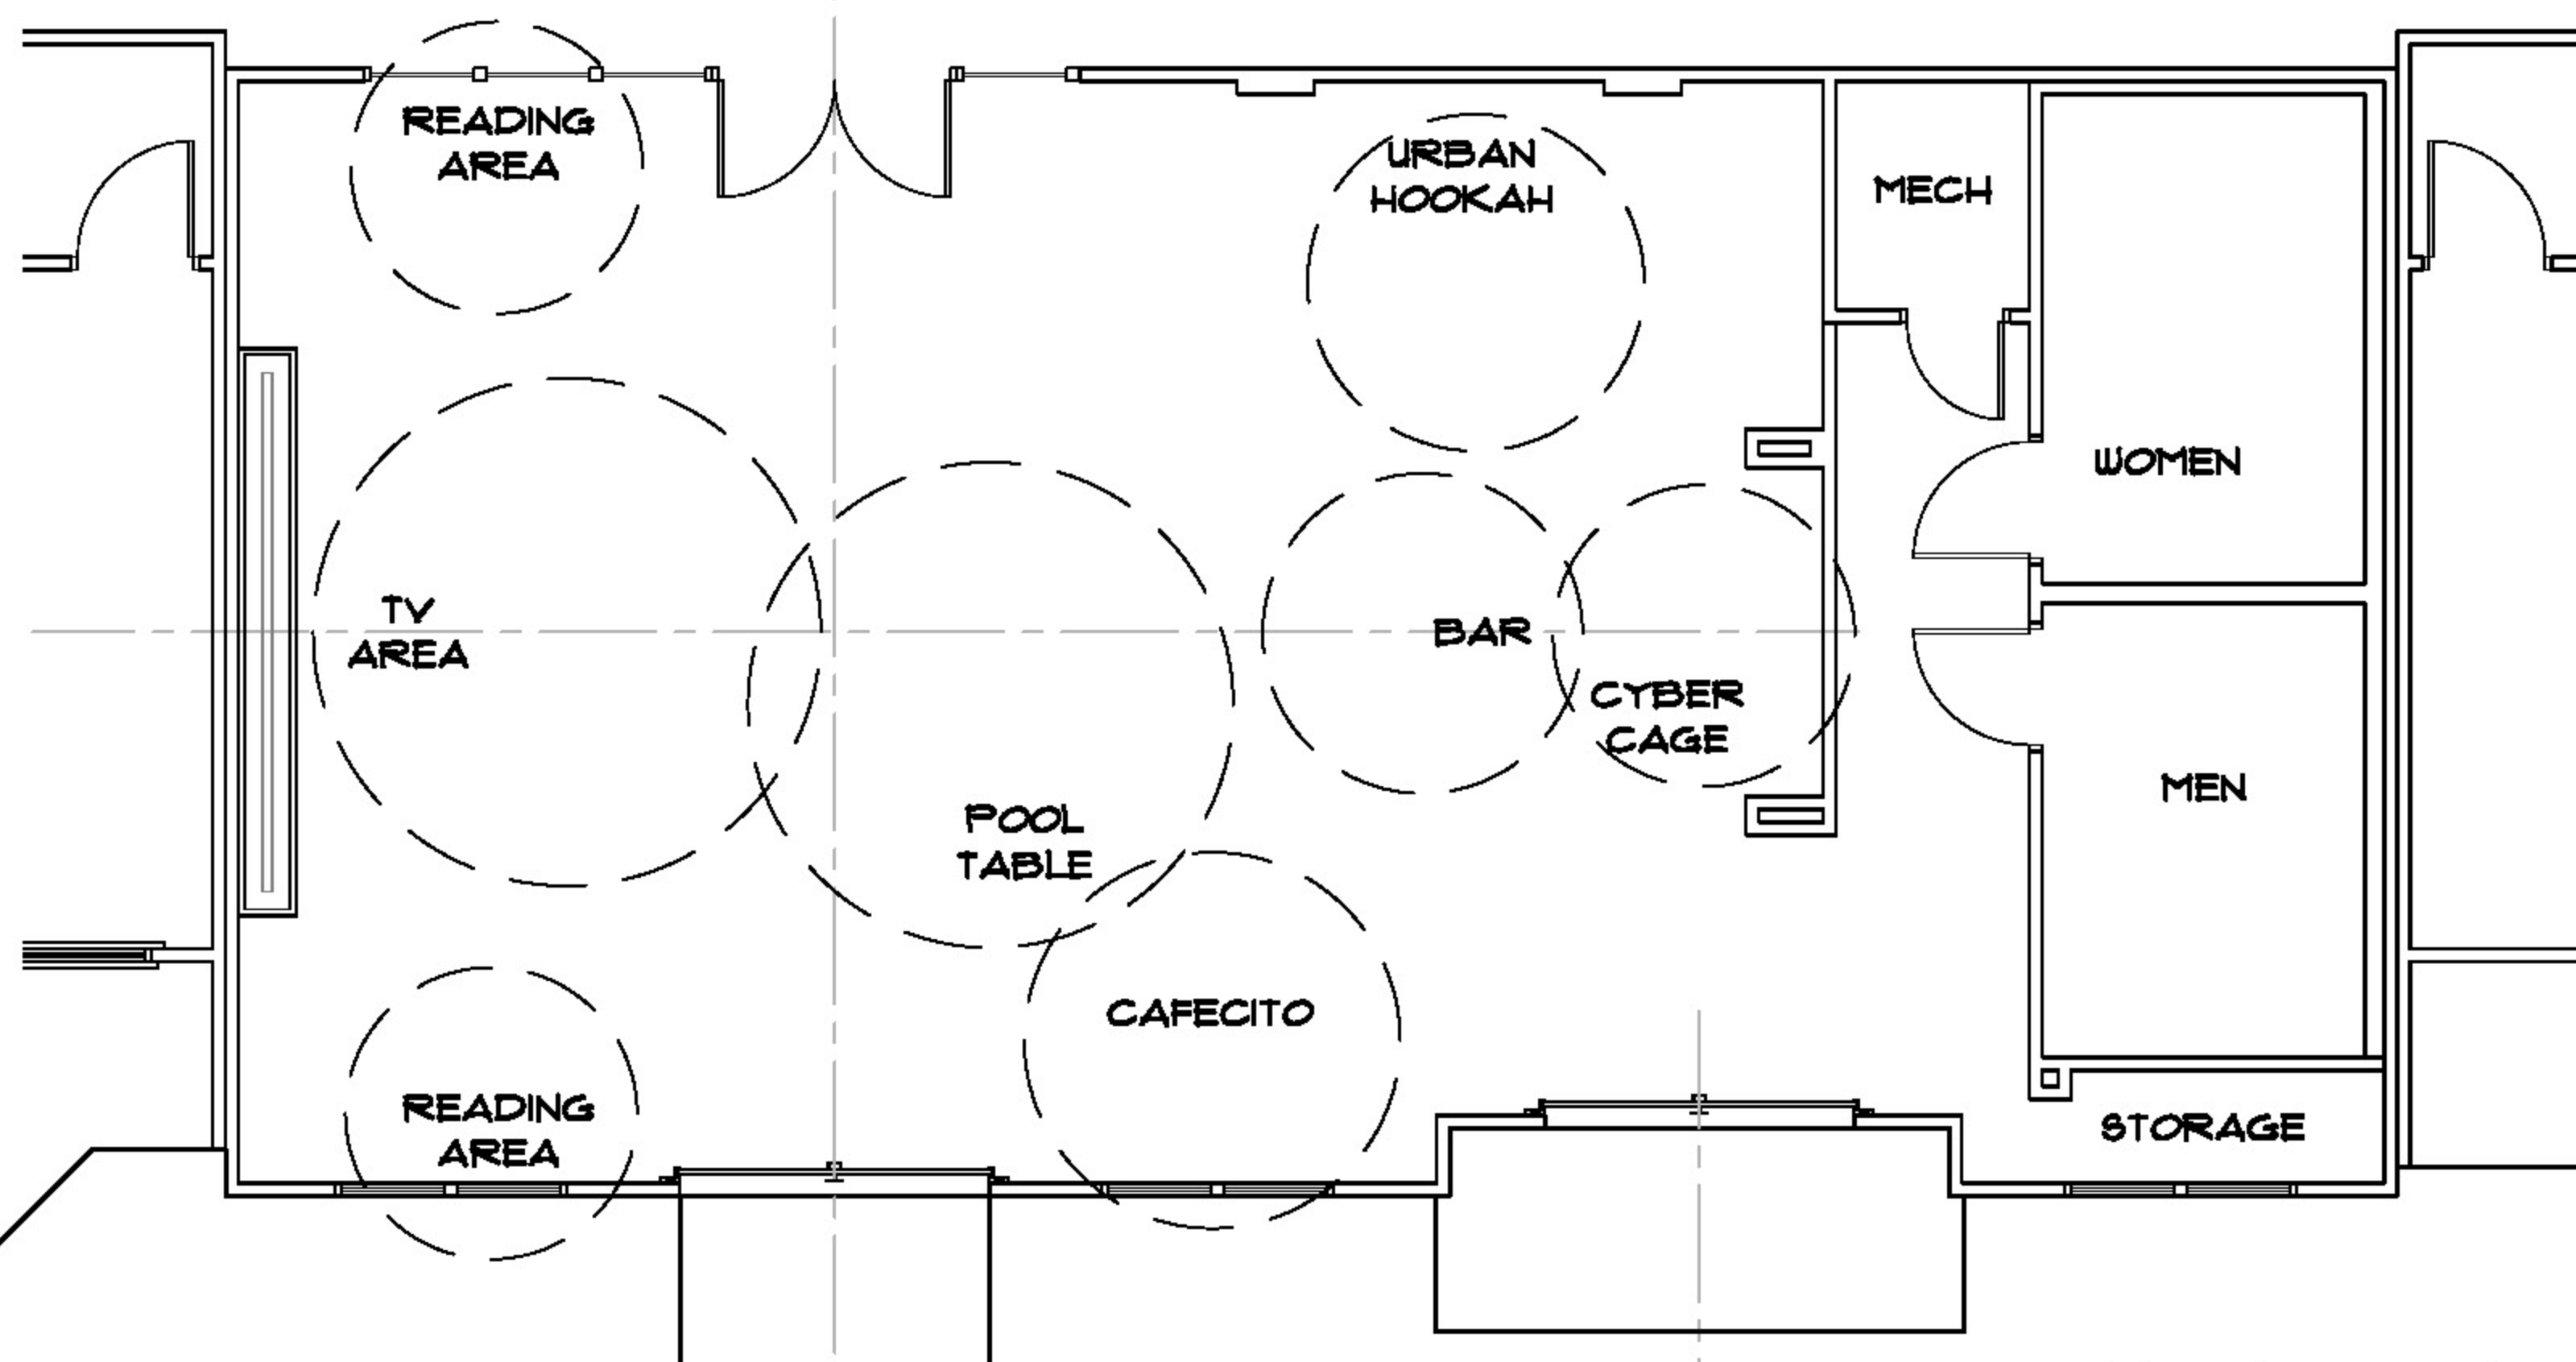 READING
AREA
URBAN
HOOKAH
MECH
WOMEN
TV
AREA
BAR
CYBER
CAGE
MEN
POOL
TABLE
CAFECITO
READING
AREA
STORAGE